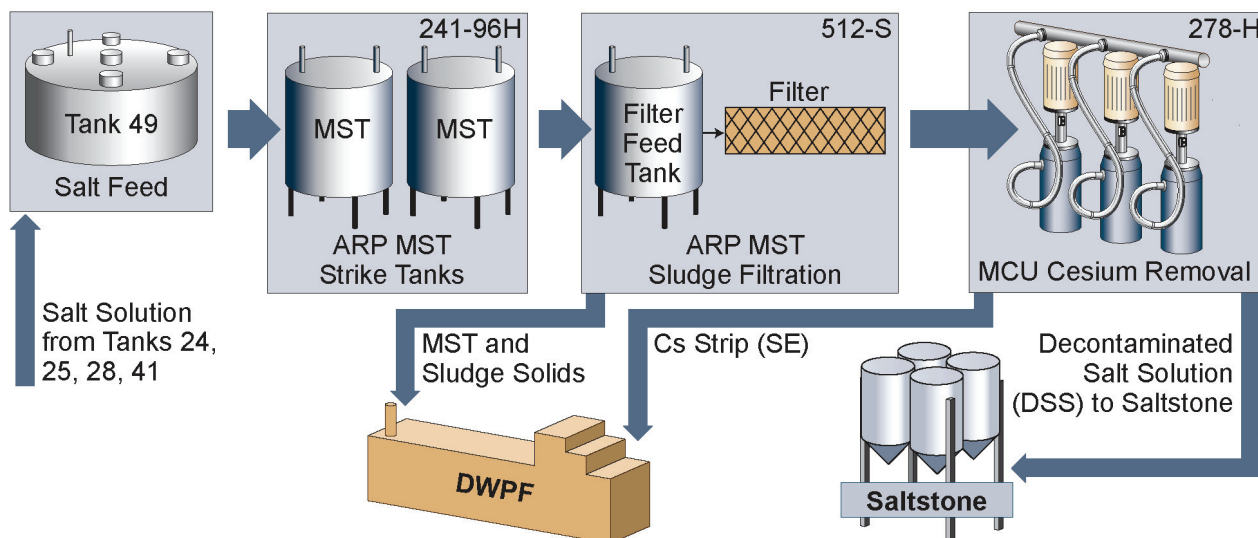 Tank 49
Salt Feed
Salt Solution
from Tanks 24,
25, 28, 41
241-96H
MST
MST
ARP MST
Strike Tanks
512-S
Filter
Feed
Tank
Filter
ARP MST
Sludge Filtration
278-H
MCU Cesium Removal
MST and
Sludge Solids
Cs Strip (SE)
Decontaminated
Salt Solution
(DSS) to Saltstone
DWPF
Saltstone